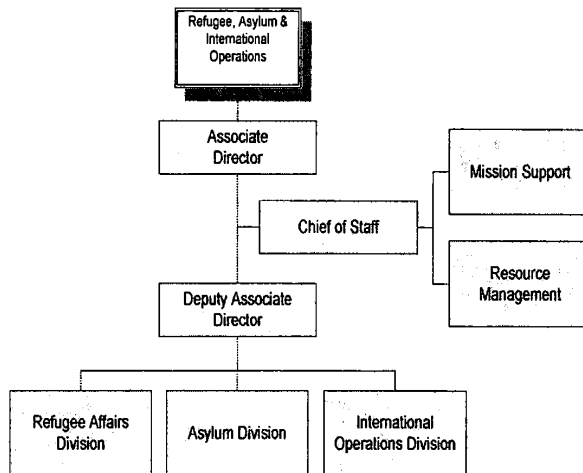 Refugee, Asylum &
International
Operations
Associate
Director
Mission Support
Chief of Staff
Resource
Management
Deputy Associate
Director
Refugee Affairs
Division
Asylum Division
International
Operations Division